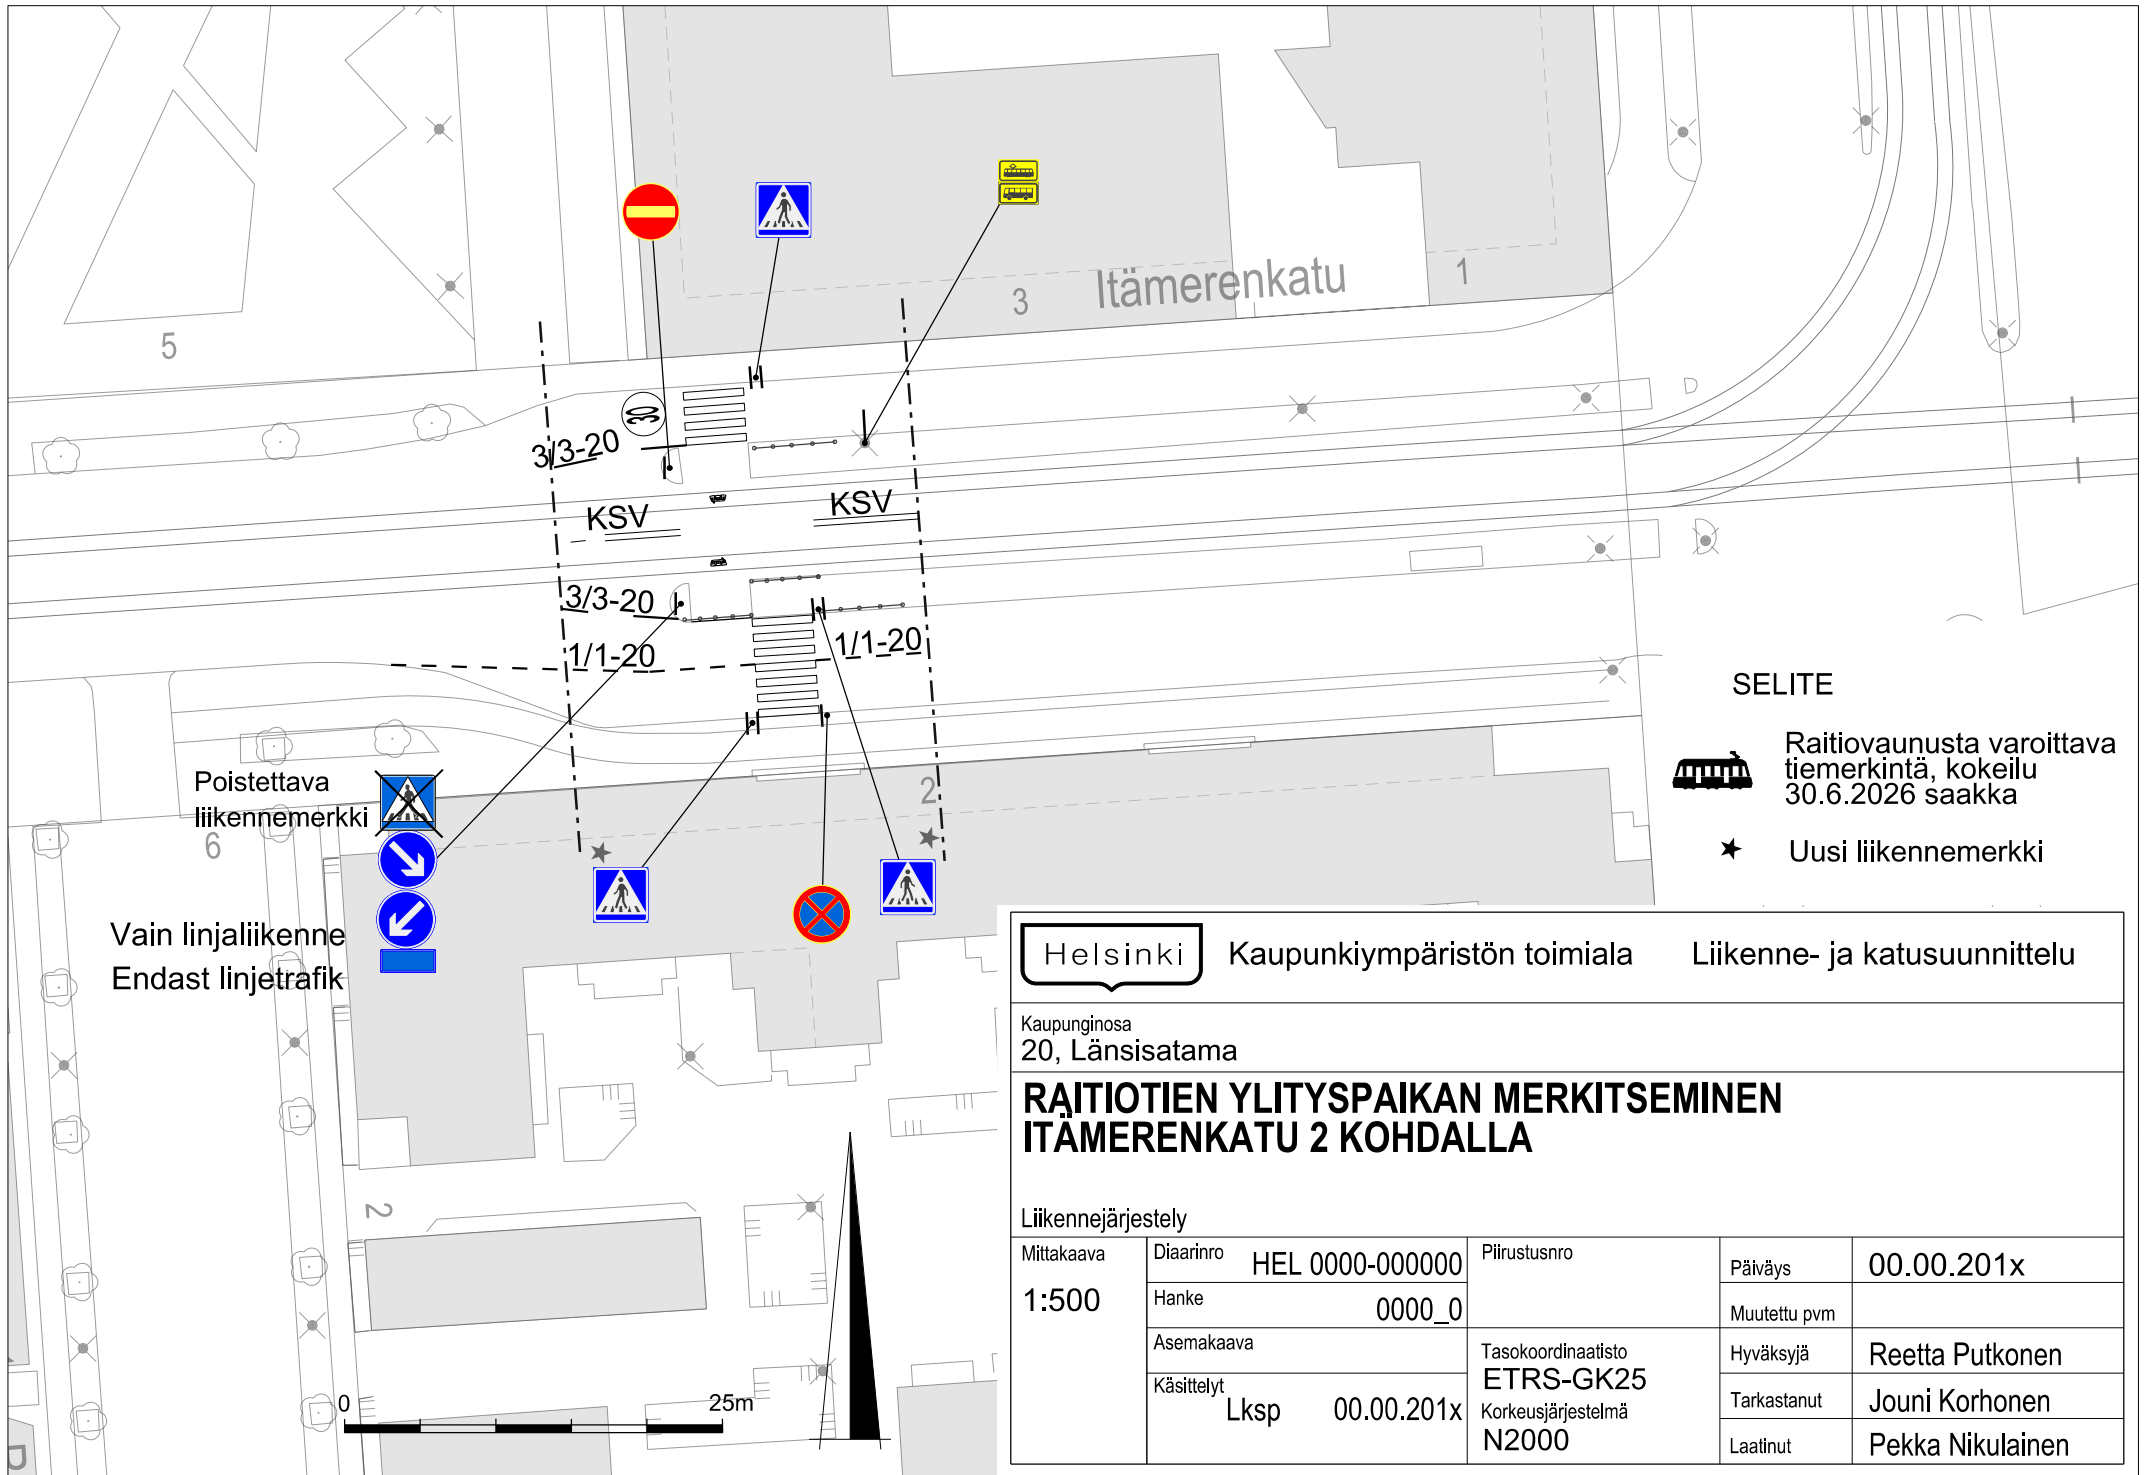 Itämerenkatu
1
3
5
30
3/3-20
KSV
KSV
3/3-20
1/1-20
1/1-20
2
6
2
Poistettava
liikennemerkki
Vain linjaliikenne
Endast linjetrafik
SELITE
Raitiovaunusta varoittava
tiemerkintä, kokeilu
30.6.2026 saakka
Uusi liikennemerkki
0
25m
Helsinki
Kaupunkiympäristön toimiala
Liikenne- ja katusuunnittelu
Kaupunginosa
20, Länsisatama
RAITIOTIEN YLITYSPAIKAN MERKITSEMINEN
ITÄMERENKATU 2 KOHDALLA
Liikennejärjestely
Mittakaava
1:500
Diaarinro HEL 0000-000000
Hanke 0000_0
Asemakaava
Käsittelyt
Lksp 00.00.201x
Piirustusnro
Tasokoordinaatisto
ETRS-GK25
Korkeusjärjestelmä
N2000
Päiväys 00.00.201x
Muutettu pvm
Hyväksyjä Reetta Putkonen
Tarkastanut Jouni Korhonen
Laatinut Pekka Nikulainen